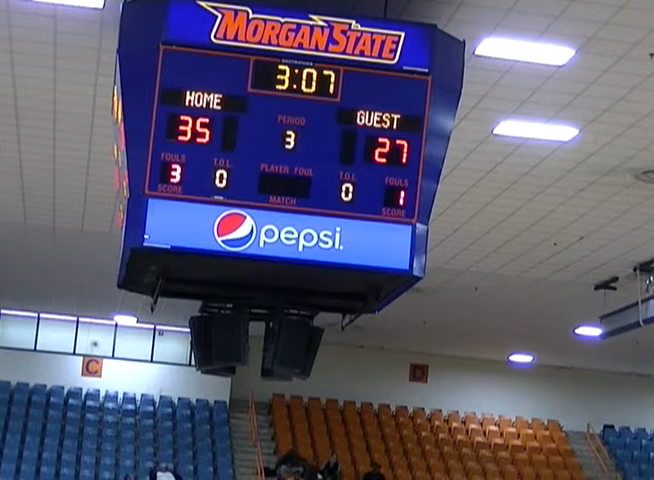 MORGAN STATE
3:07
HOME
GUEST
PERIOD
35
3
27
FOULS
T.O.L
PLAYER FOUL
T.O.L
FOULS
3
0
0
1
SCORE
MATCH
SCORE
pepsi
C
D